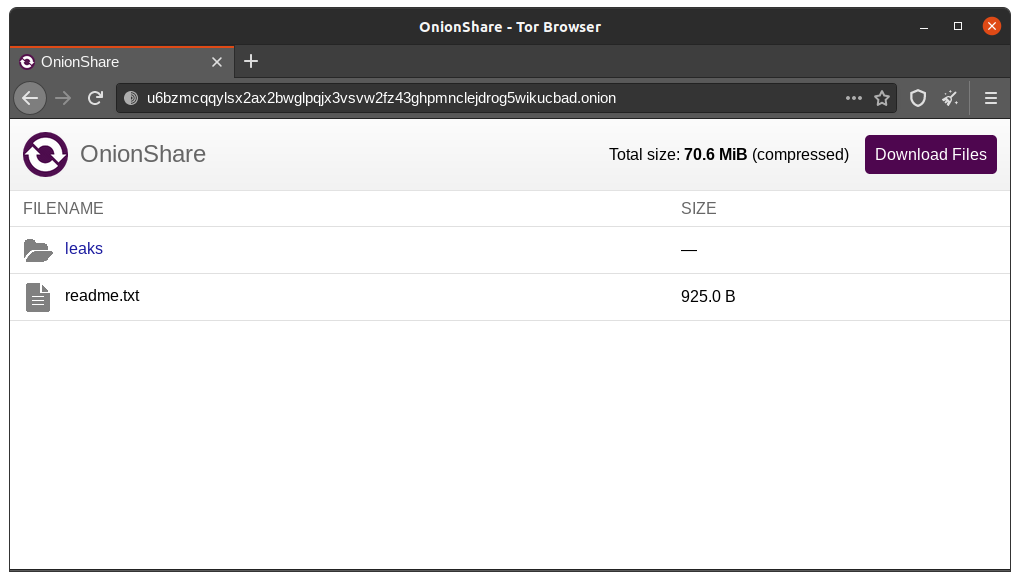 OnionShare - Tor Browser
OnionShare
u6bzmcqqylsx2ax2bwglpqjx3vsvw2fz43ghpmnclejdrog5wikucbad.onion
OnionShare Total size: 70.6 MiB (compressed) Download Files
FILENAME SIZE
leaks —
readme.txt 925.0 B